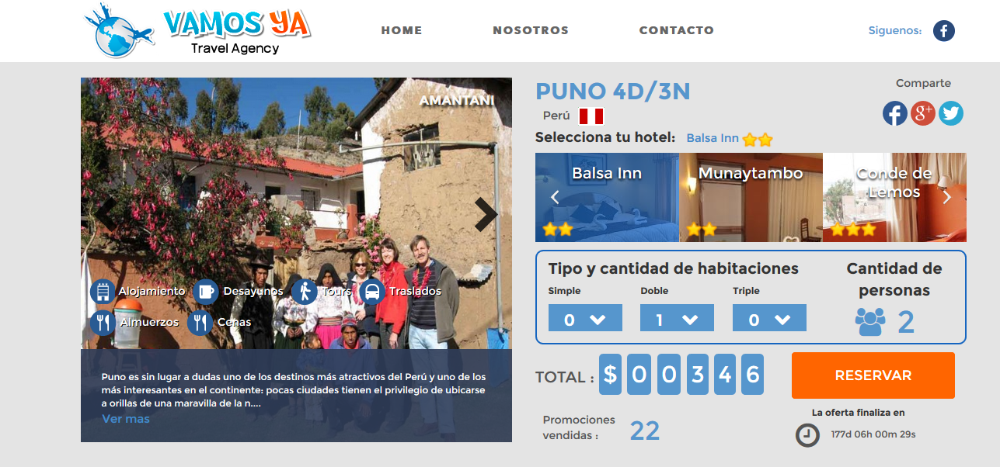 VAMOS YA
Travel Agency
HOME
NOSOTROS
CONTACTO
Siguenos:
f
AMANTANI
Alojamiento
Desayunos
Tours
Traslados
Almuerzos
Cenas
Puno es sin lugar a dudas uno de los destinos más atractivos del Perú y uno de los
más interesantes en el continente: pocas ciudades tienen el privilegio de ubicarse
a orillas de una maravilla de la n....
Ver mas
PUNO 4D/3N
Perú
Comparte
f
g+
Selecciona tu hotel: Balsa Inn
Balsa Inn
Munaytambo
Conde de
Lemos
Tipo y cantidad de habitaciones
Simple
Doble
Triple
0
1
0
Cantidad de
personas
2
TOTAL : $ 0 0 3 4 6
RESERVAR
Promociones
vendidas :
22
La oferta finaliza en
177d 06h 00m 29s